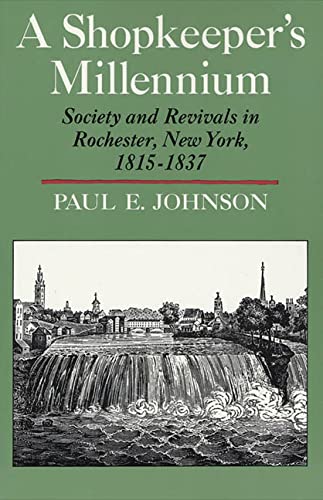 A Shopkeeper's
Millennium
Society and Revivals in
Rochester, New York,
1815-1837
PAUL E. JOHNSON